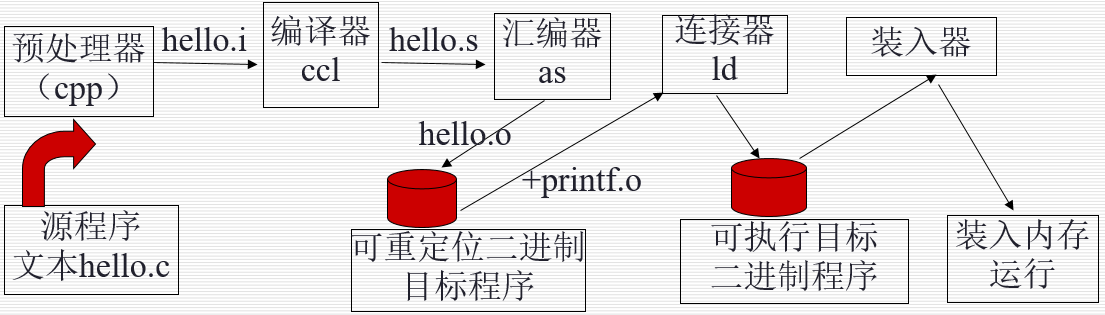 预处理器
（cpp）
hello.i
编译器
ccl
hello.s
汇编器
as
连接器
ld
装入器
hello.o
+printf.o
源程序
文本hello.c
可重定位二进制
目标程序
可执行目标
二进制程序
装入内存
运行